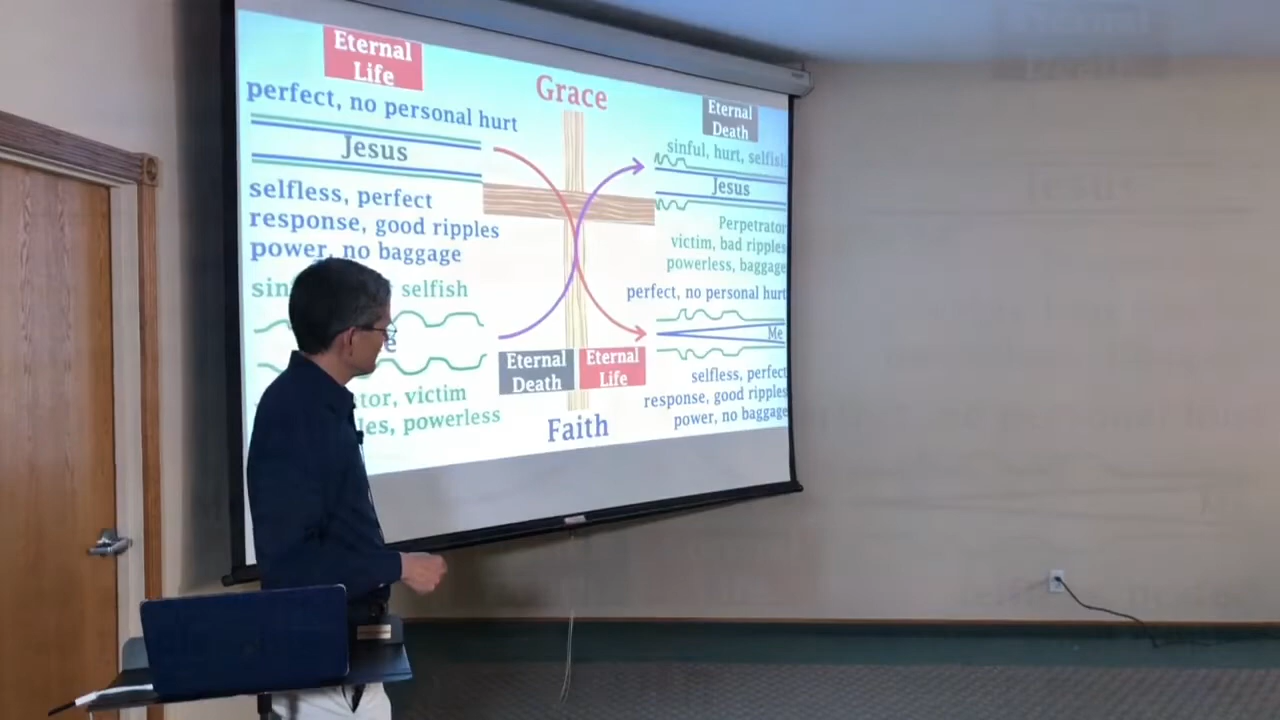 Eternal
Life
perfect, no personal hurt
Jesus
selfless, perfect
response, good ripples
power, no baggage
selfish
victim
powerless
Grace
Eternal
Death
Eternal
Life
Faith
Eternal
Death
sinful, hurt, selfish
Jesus
Perpetrator
victim, bad ripples
powerless, baggage
perfect, no personal hurt
Me
selfless, perfect
response, good ripples
power, no baggage